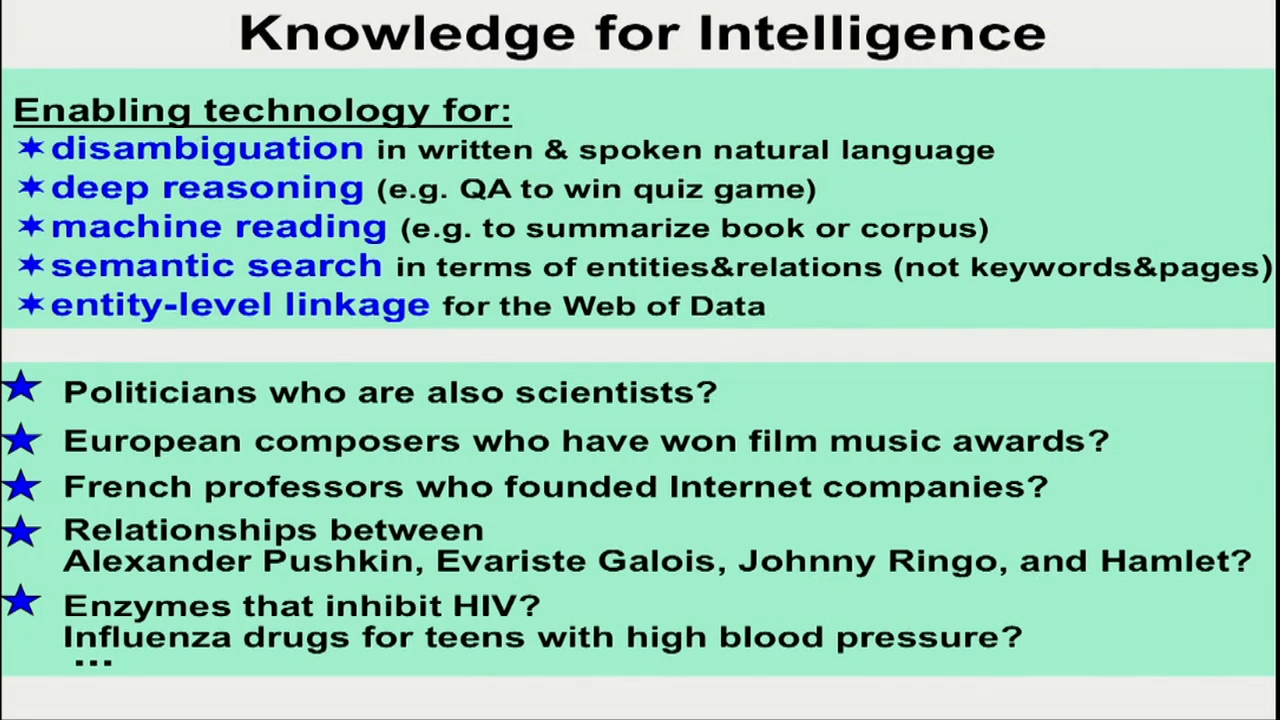 Knowledge for Intelligence
Enabling technology for:
✶disambiguation in written & spoken natural language
✶deep reasoning (e.g. QA to win quiz game)
✶machine reading (e.g. to summarize book or corpus)
✶semantic search in terms of entities&relations (not keywords&pages)
✶entity-level linkage for the Web of Data
★ Politicians who are also scientists?
★ European composers who have won film music awards?
★ French professors who founded Internet companies?
★ Relationships between
Alexander Pushkin, Evariste Galois, Johnny Ringo, and Hamlet?
★ Enzymes that inhibit HIV?
Influenza drugs for teens with high blood pressure?
...